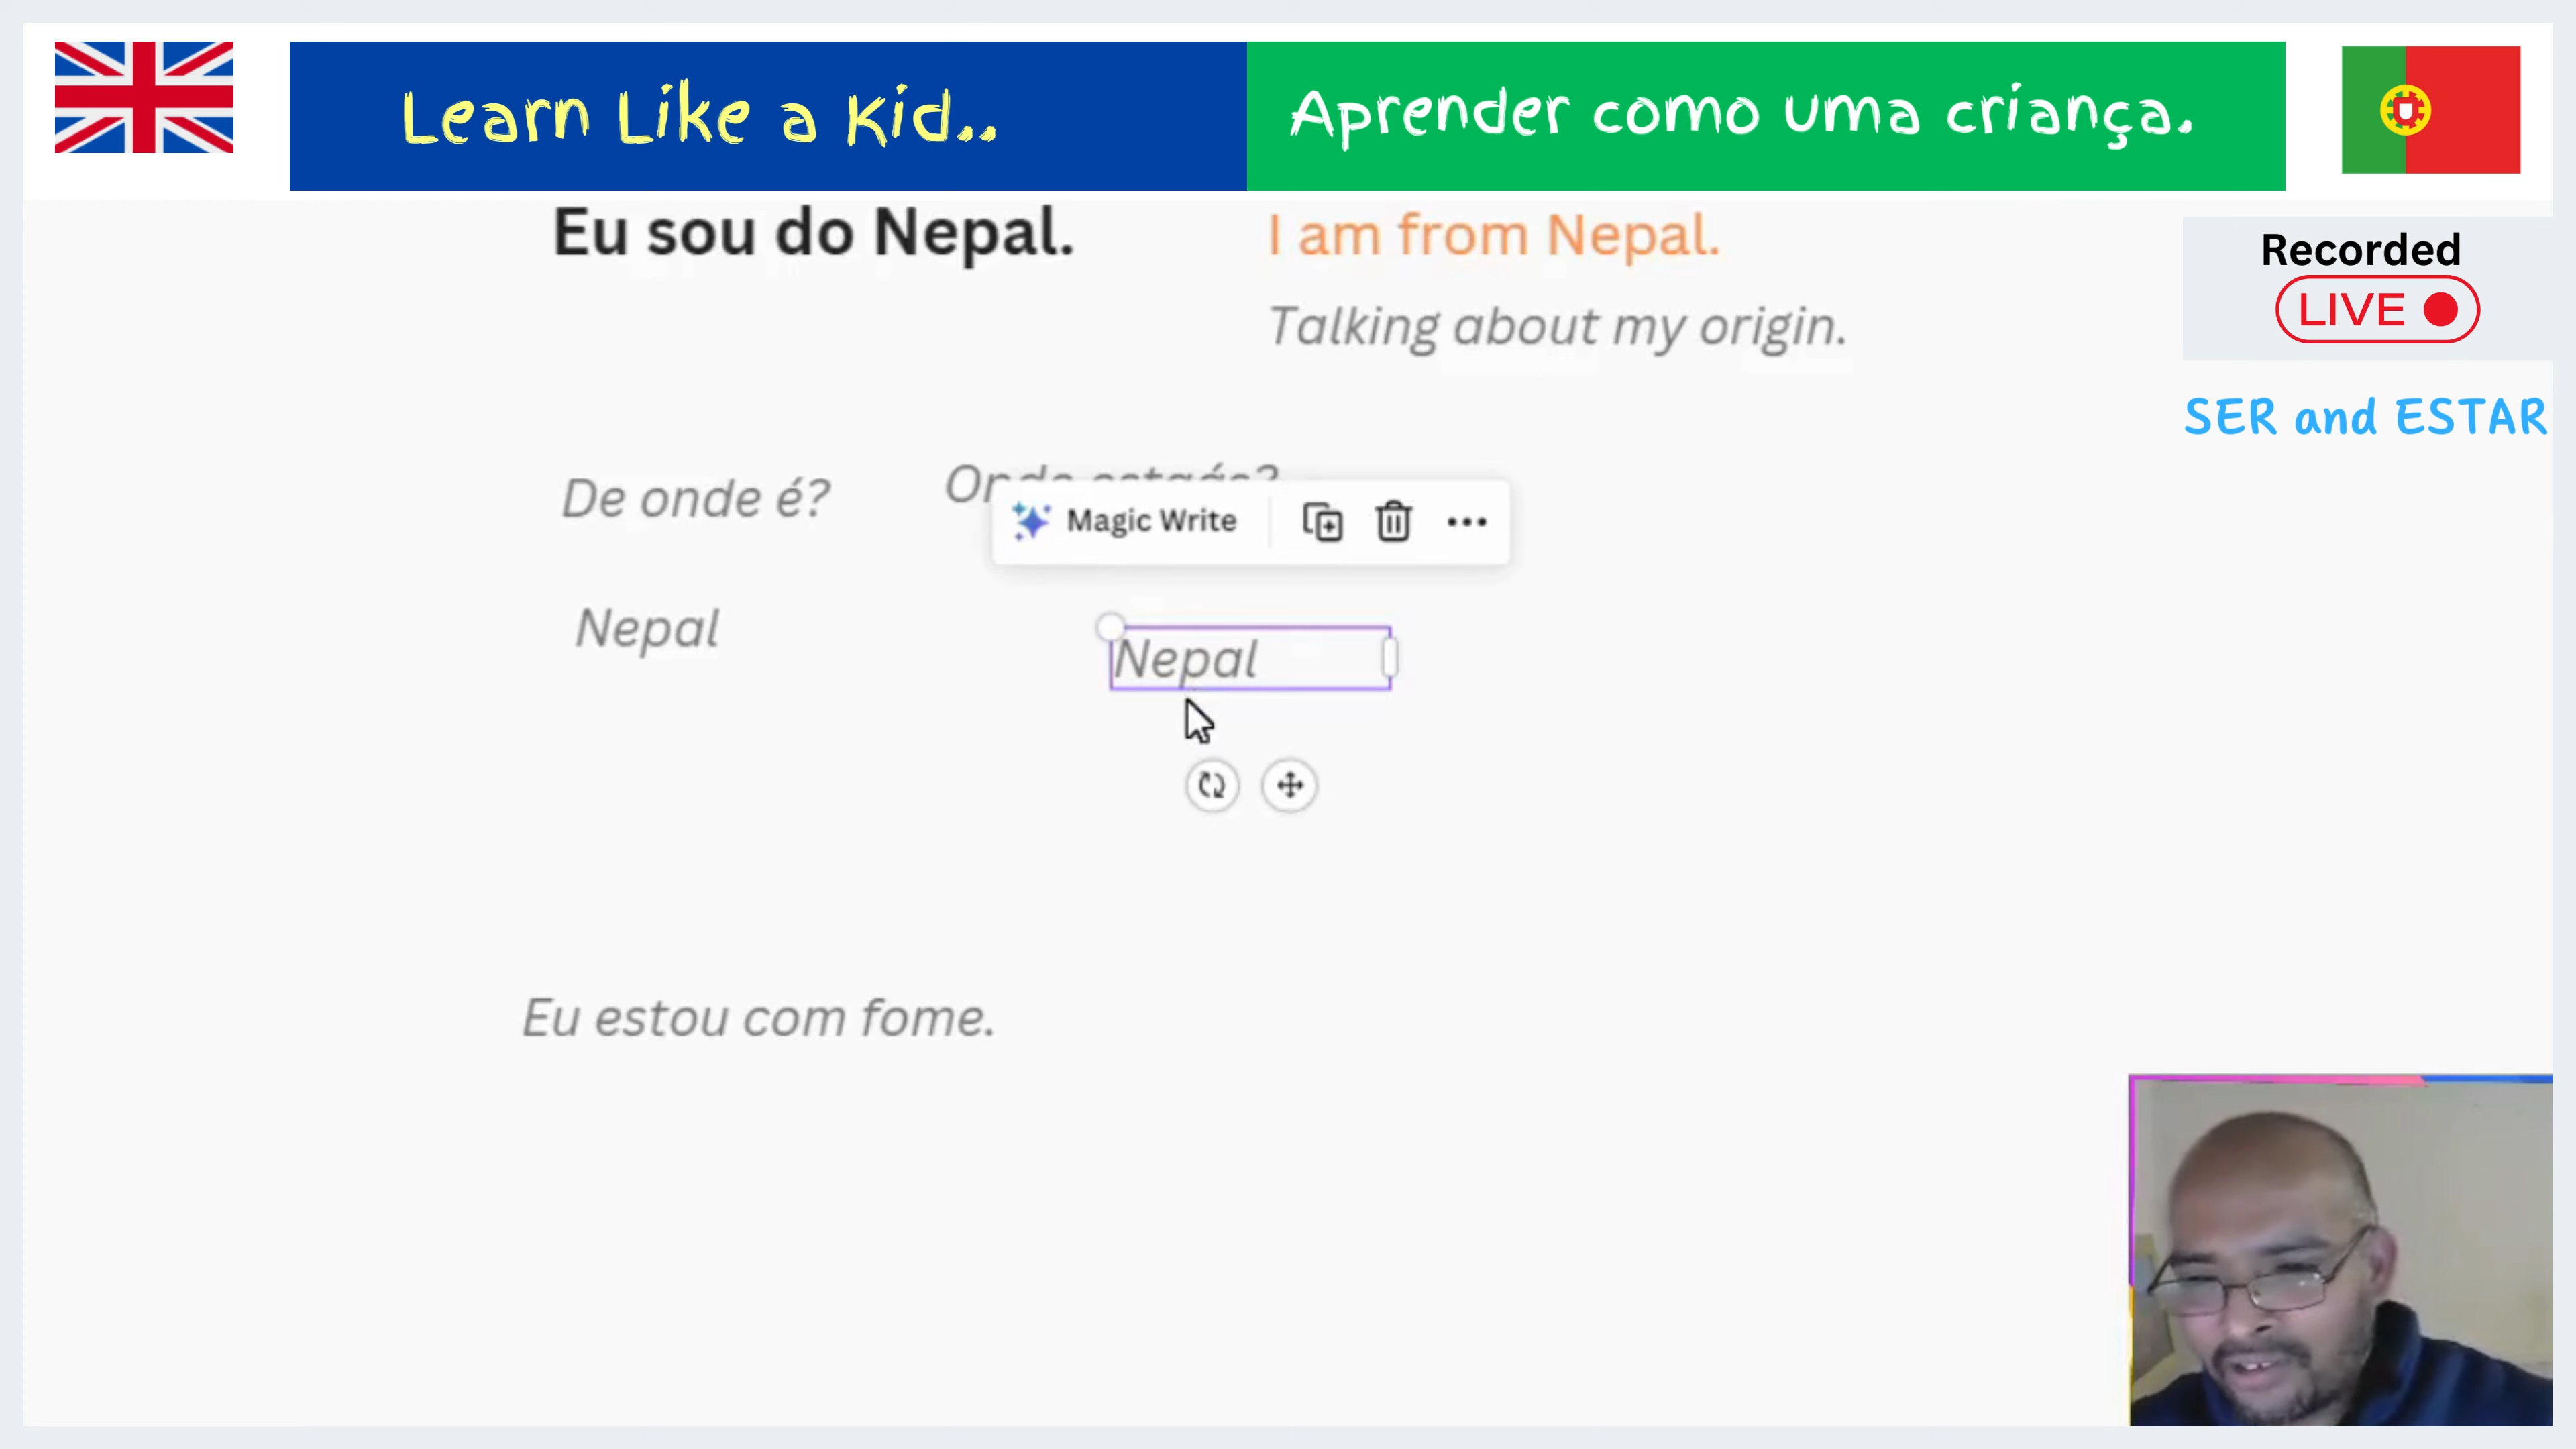 Learn Like a Kid..
Aprender como uma criança.
Eu sou do Nepal.
I am from Nepal.
Recorded
LIVE
Talking about my origin.
SER and ESTAR
De onde é?
Magic Write
Nepal
Nepal
Eu estou com fome.